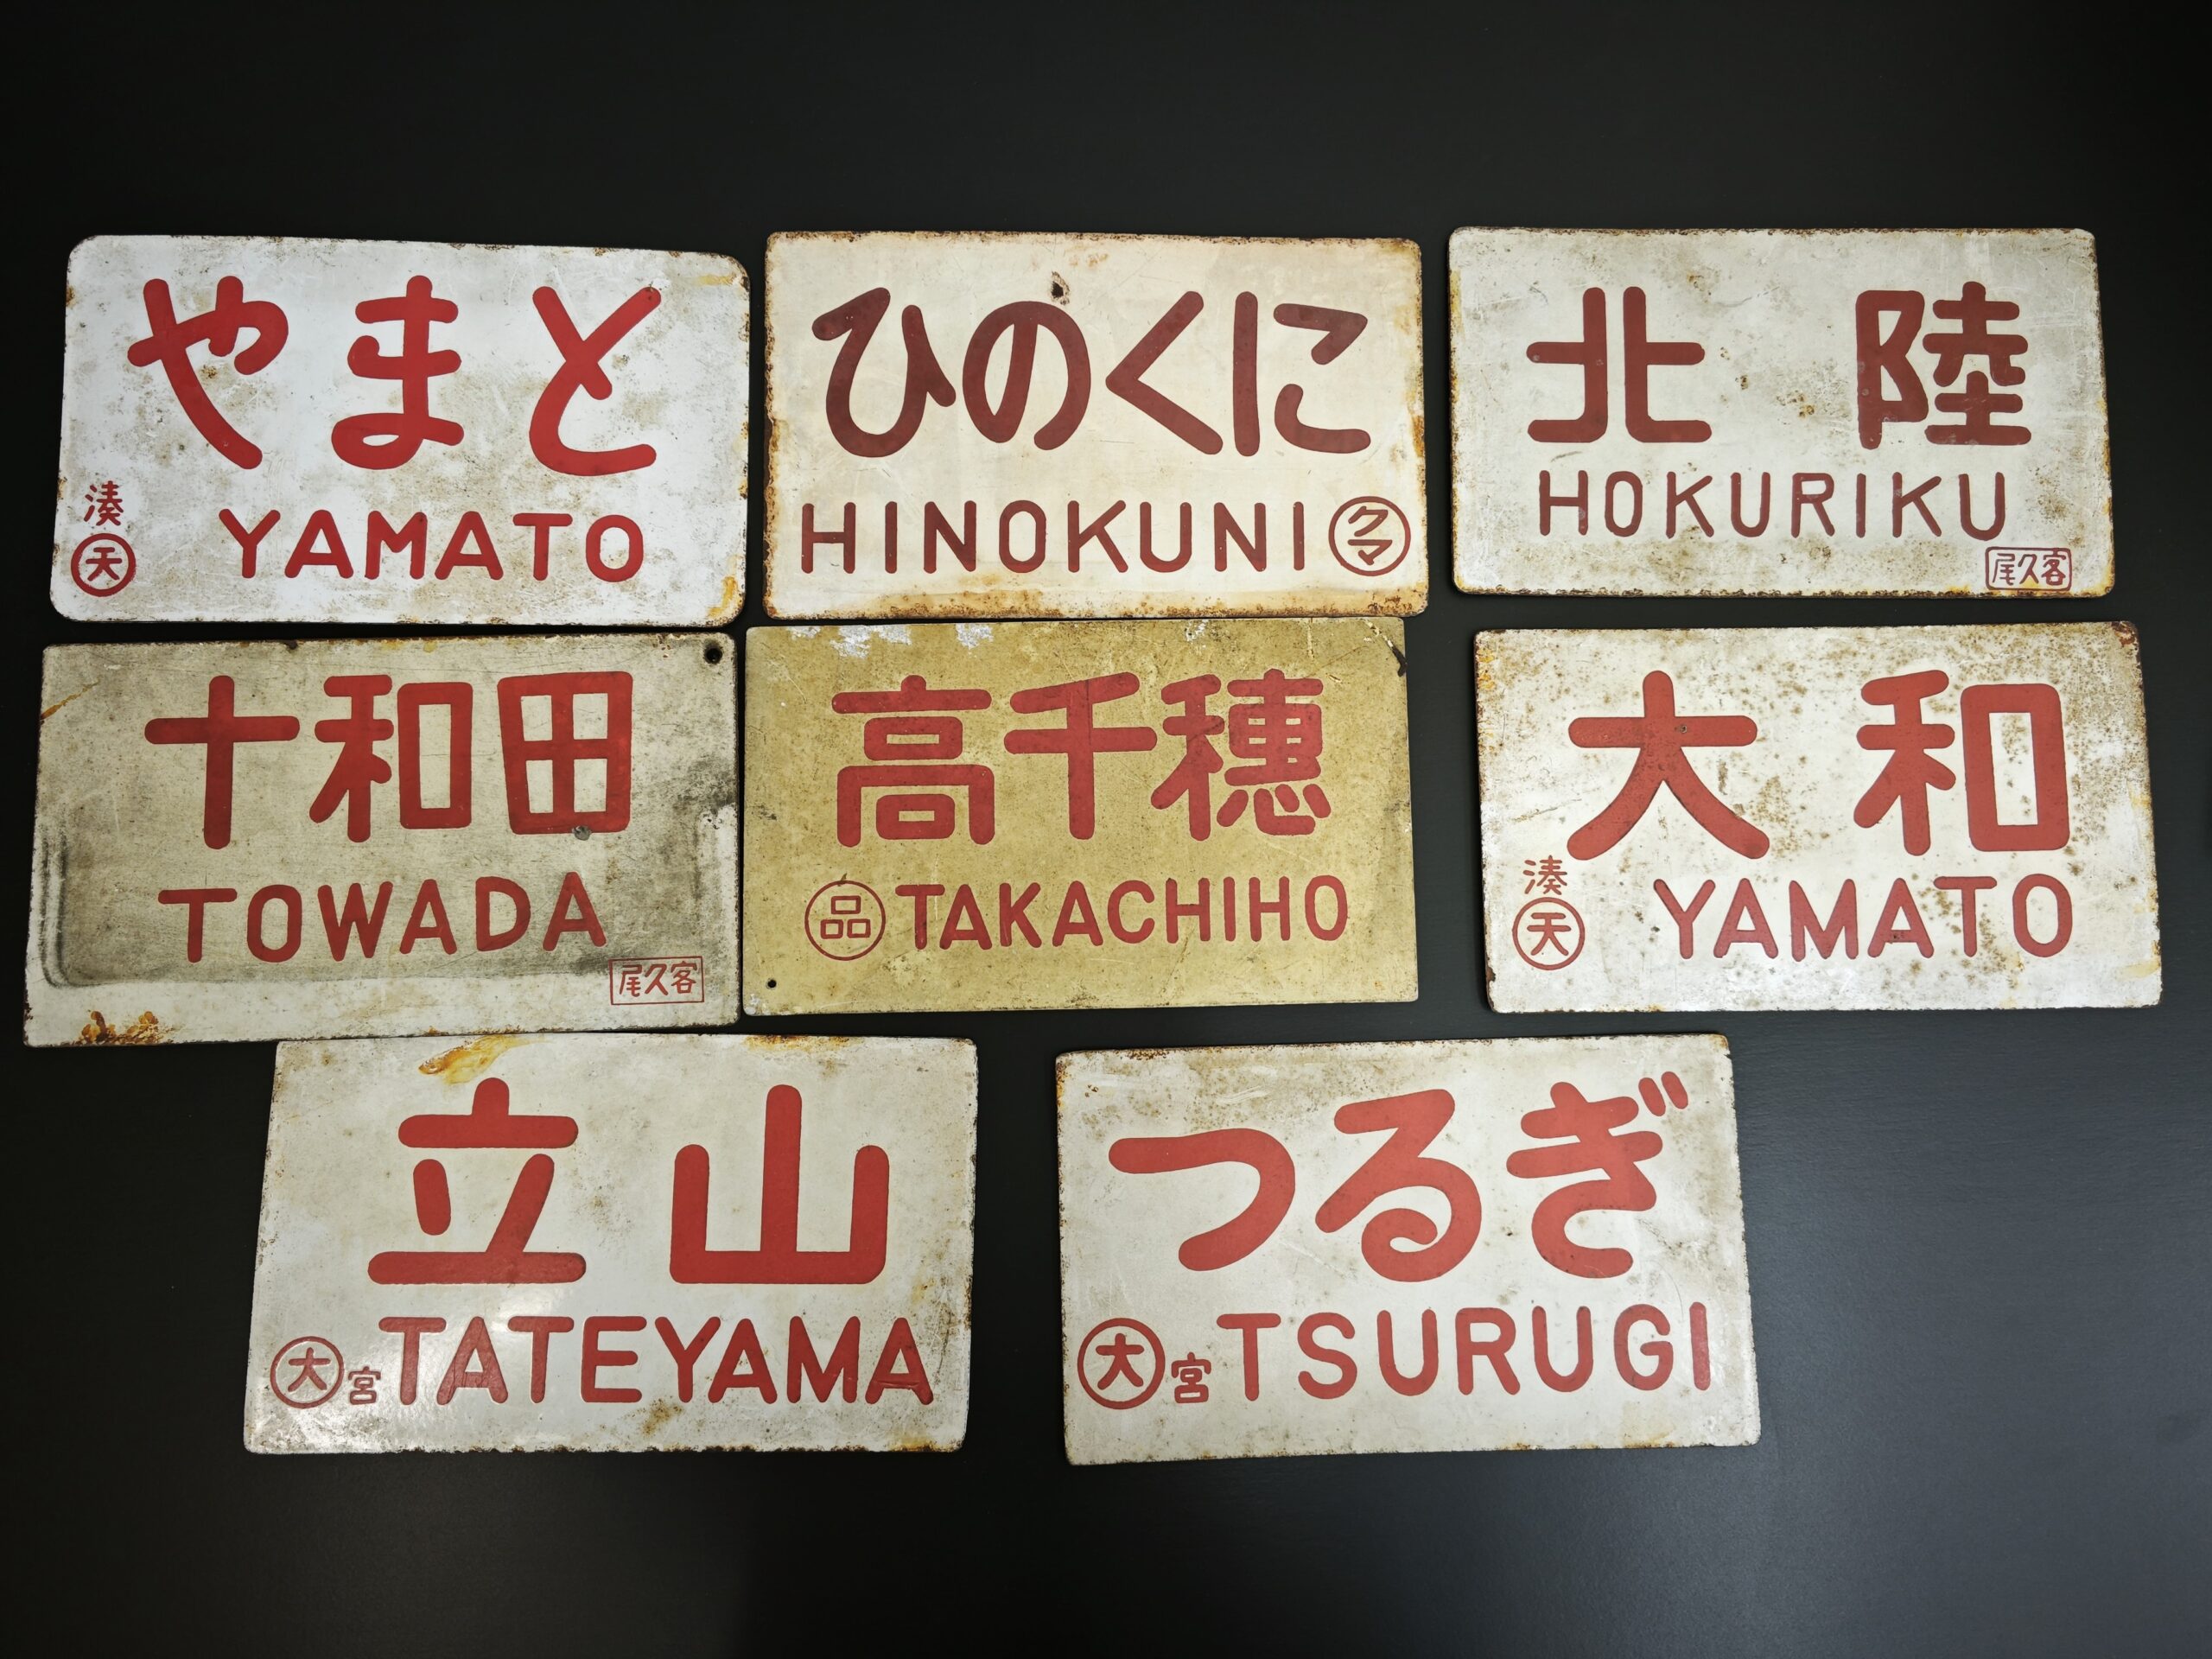 やまと
湊
天 YAMATO
ひのくに
HINOKUNI クマ
北陸
HOKURIKU
尾久客
十和田
TOWADA
尾久客
高千穂
品 TAKACHIHO
大和
湊
天 YAMATO
立山
大 宮 TATEYAMA
つるぎ
大 宮 TSURUGI